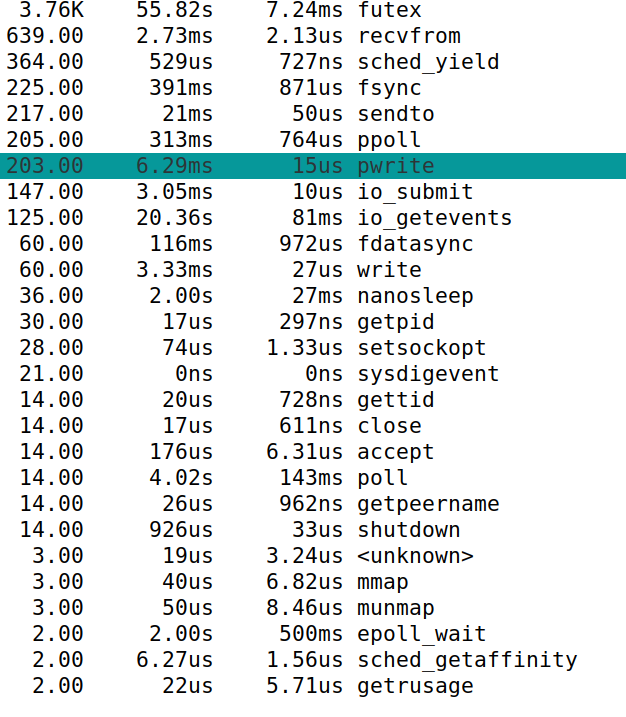 3.76K 55.82s 7.24ms futex
639.00 2.73ms 2.13us recvfrom
364.00 529us 727ns sched_yield
225.00 391ms 871us fsync
217.00 21ms 50us sendto
205.00 313ms 764us ppoll
203.00 6.29ms 15us pwrite
147.00 3.05ms 10us io_submit
125.00 20.36s 81ms io_getevents
60.00 116ms 972us fdatasync
60.00 3.33ms 27us write
36.00 2.00s 27ms nanosleep
30.00 17us 297ns getpid
28.00 74us 1.33us setsockopt
21.00 0ns 0ns sysdigevent
14.00 20us 728ns gettid
14.00 17us 611ns close
14.00 176us 6.31us accept
14.00 4.02s 143ms poll
14.00 26us 962ns getpeername
14.00 926us 33us shutdown
3.00 19us 3.24us <unknown>
3.00 40us 6.82us mmap
3.00 50us 8.46us munmap
2.00 2.00s 500ms epoll_wait
2.00 6.27us 1.56us sched_getaffinity
2.00 22us 5.71us getrusage